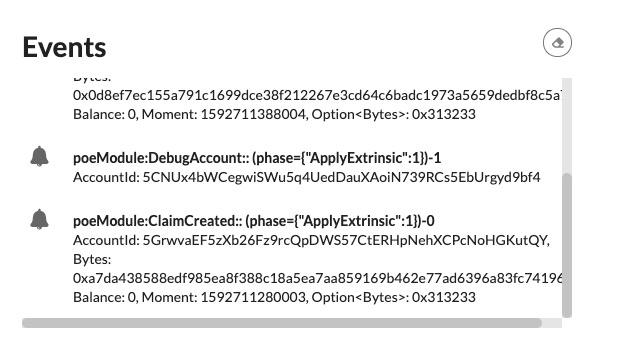 Events
Bytes:
0x0d8ef7ec155a791c1699dce38f212267e3cd64c6badc1973a5659dedbf8c5a
Balance: 0, Moment: 1592711388004, Option<Bytes>: 0x313233
poeModule:DebugAccount:: (phase={"ApplyExtrinsic":1})-1
AccountId: 5CNUx4bWCegwiSWu5q4UedDauXAoiN739RCs5EbUrgyd9bf4
poeModule:ClaimCreated:: (phase={"ApplyExtrinsic":1})-0
AccountId: 5GrwvaEF5zXb26Fz9rcQpDWS57CtERHpNehXCPcNoHGKutQY,
Bytes:
0xa7da438588edf985ea8f388c18a5ea7aa859169b462e77ad6396a83fc74196
Balance: 0, Moment: 1592711280003, Option<Bytes>: 0x313233